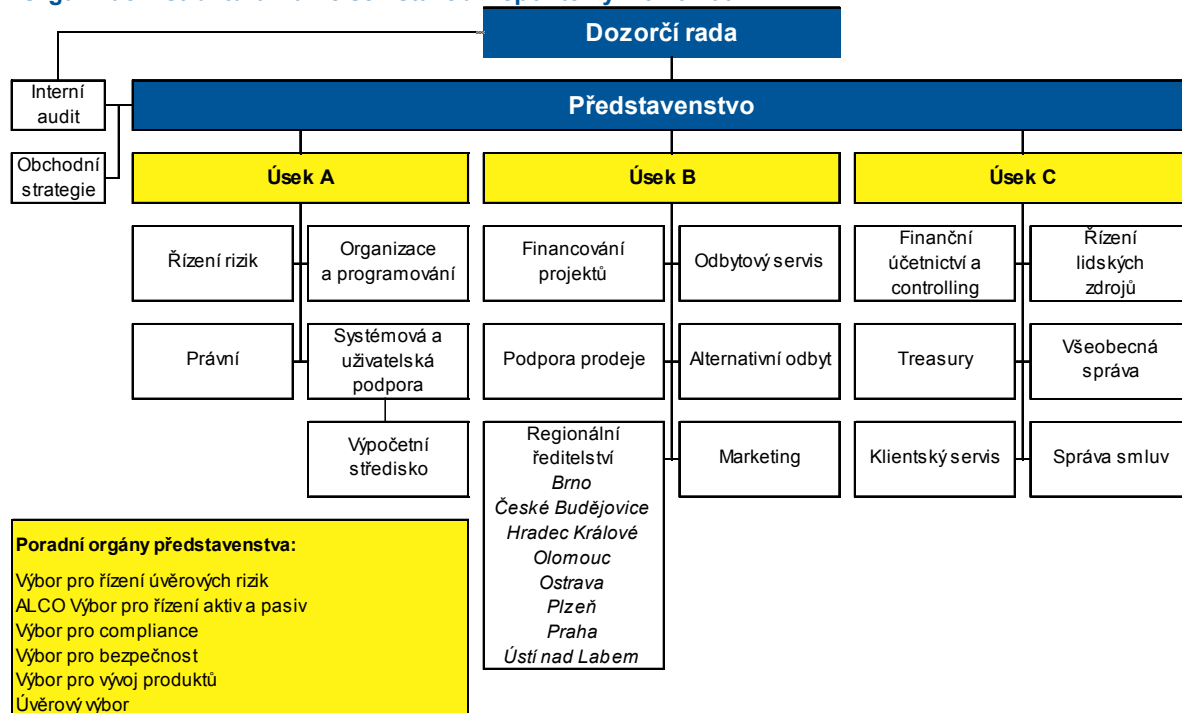 Dozorčí rada
Interní
audit
Představenstvo
Obchodní
strategie
Úsek A
Úsek B
Úsek C
Řízení rizik
Organizace
a programování
Financování
projektů
Odbytový servis
Finanční
účetnictví a
controlling
Řízení
lidských
zdrojů
Právní
Systémová a
uživatelská
podpora
Podpora prodeje
Alternativní odbyt
Treasury
Všeobecná
správa
Výpočetní
středisko
Regionální
ředitelství
Brno
České Budějovice
Hradec Králové
Olomouc
Ostrava
Plzeň
Praha
Ústí nad Labem
Marketing
Klientský servis
Správa smluv
Poradní orgány představenstva:
Výbor pro řízení úvěrových rizik
ALCO Výbor pro řízení aktiv a pasiv
Výbor pro compliance
Výbor pro bezpečnost
Výbor pro vývoj produktů
Úvěrový výbor